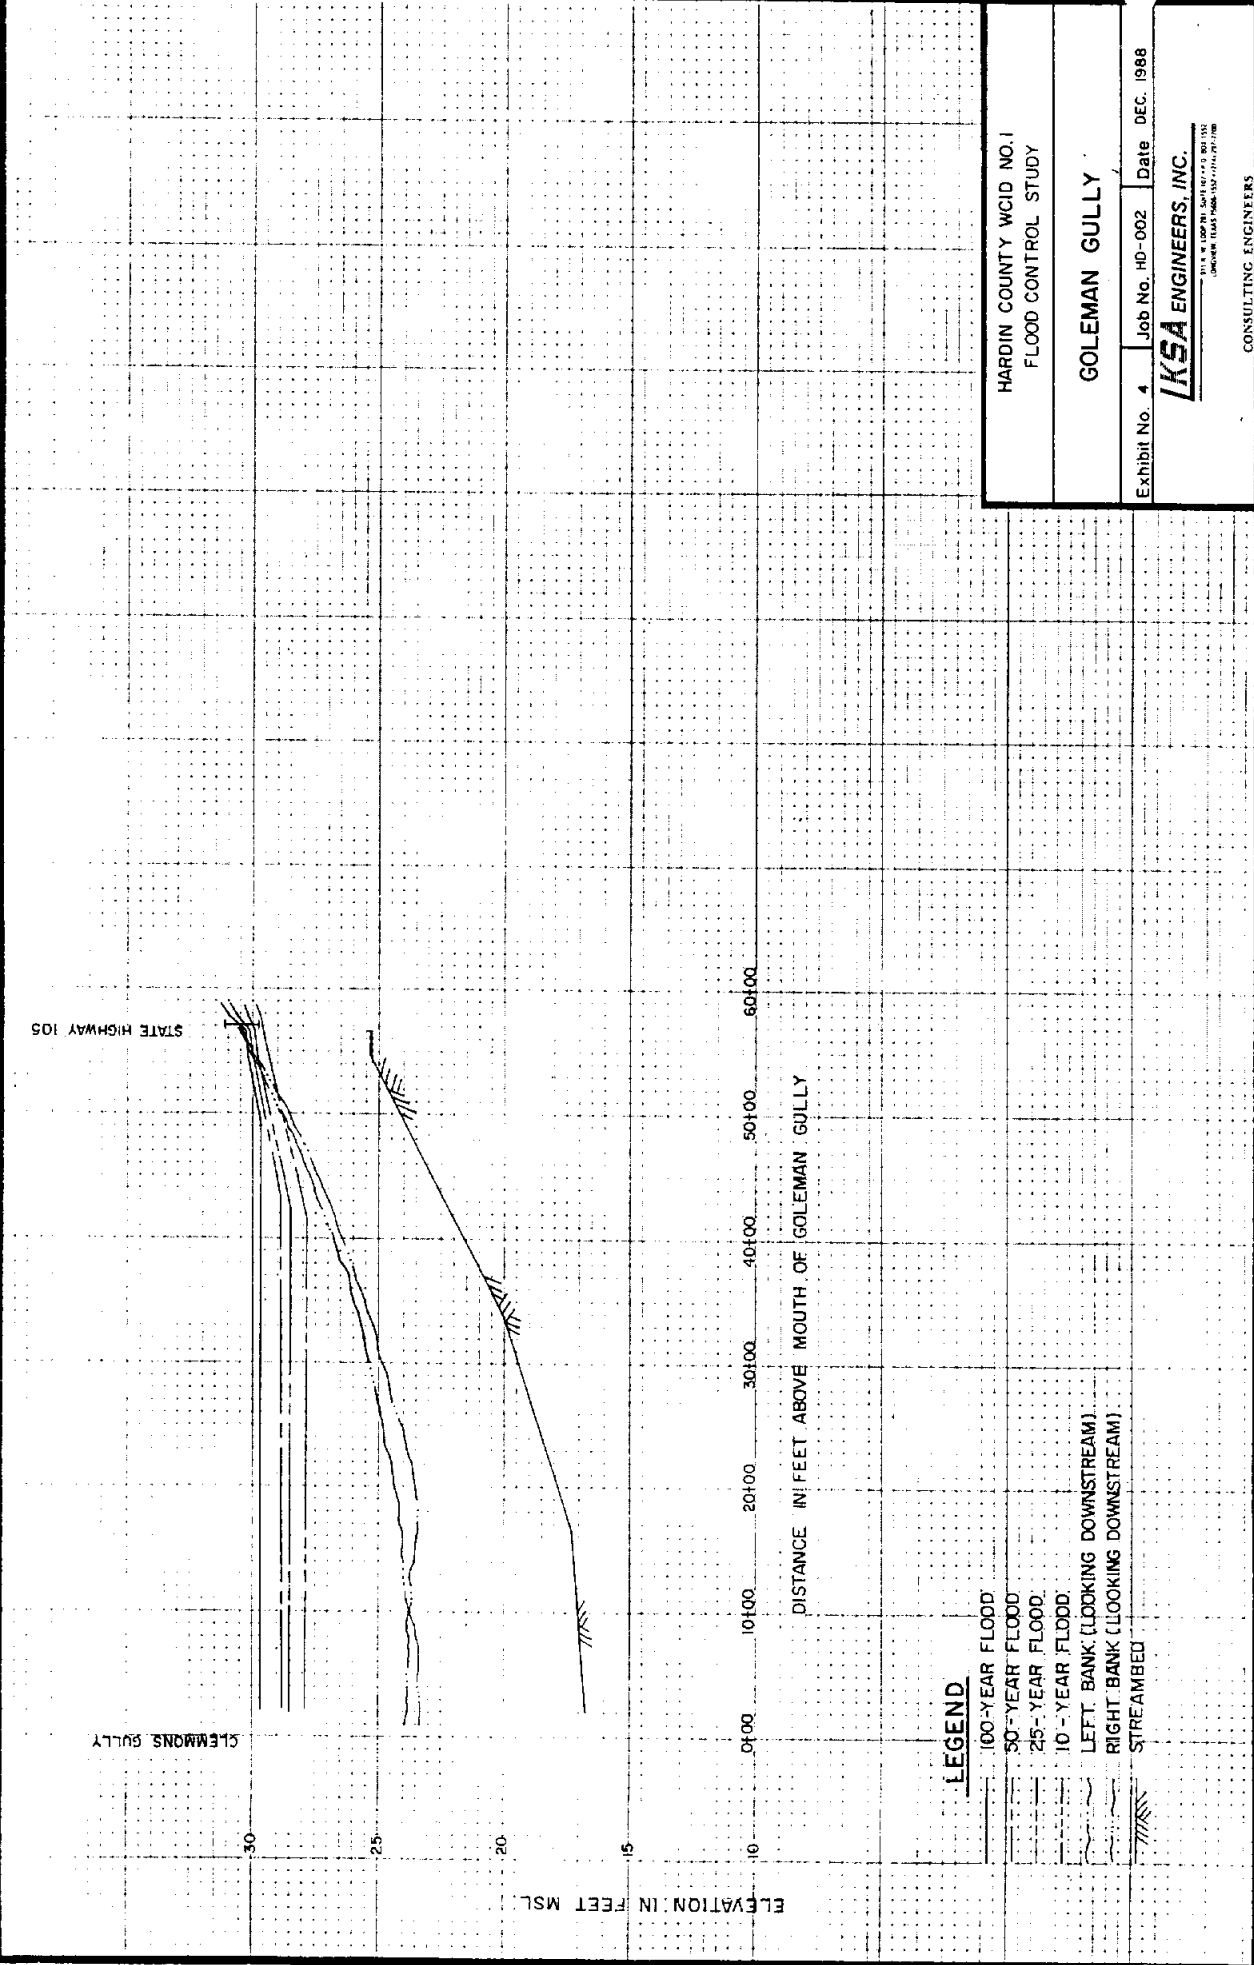 STATE HIGHWAY 105
CLEMMONS GULLY
30
25
20
15
10
ELEVATION IN FEET MSL
0+00
10+00
20+00
30+00
40+00
50+00
60+00
DISTANCE IN FEET ABOVE MOUTH OF GOLEMAN GULLY
LEGEND
100-YEAR FLOOD
50-YEAR FLOOD
25-YEAR FLOOD
10-YEAR FLOOD
LEFT BANK (LOOKING DOWNSTREAM)
RIGHT BANK (LOOKING DOWNSTREAM)
STREAMBED
HARDIN COUNTY WCID NO. 1
FLOOD CONTROL STUDY
GOLEMAN GULLY
Exhibit No. 4
Job No. HD-002
Date DEC. 1988
KSA ENGINEERS, INC.
CONSULTING ENGINEERS